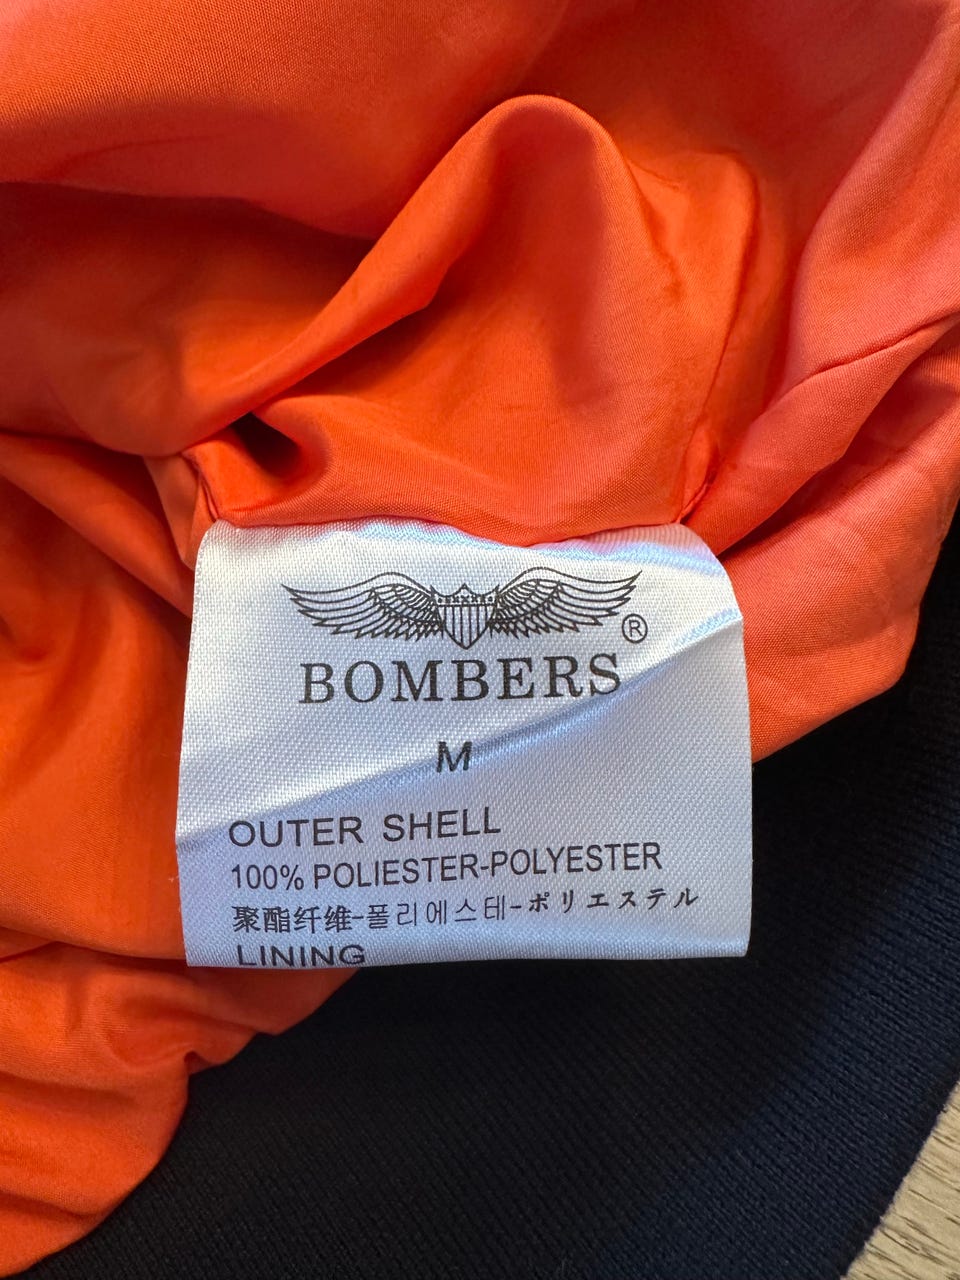 ®
BOMBERS
M
OUTER SHELL
100% POLIESTER-POLYESTER
聚酯纤维-폴리에스테-ポリエステル
LINING